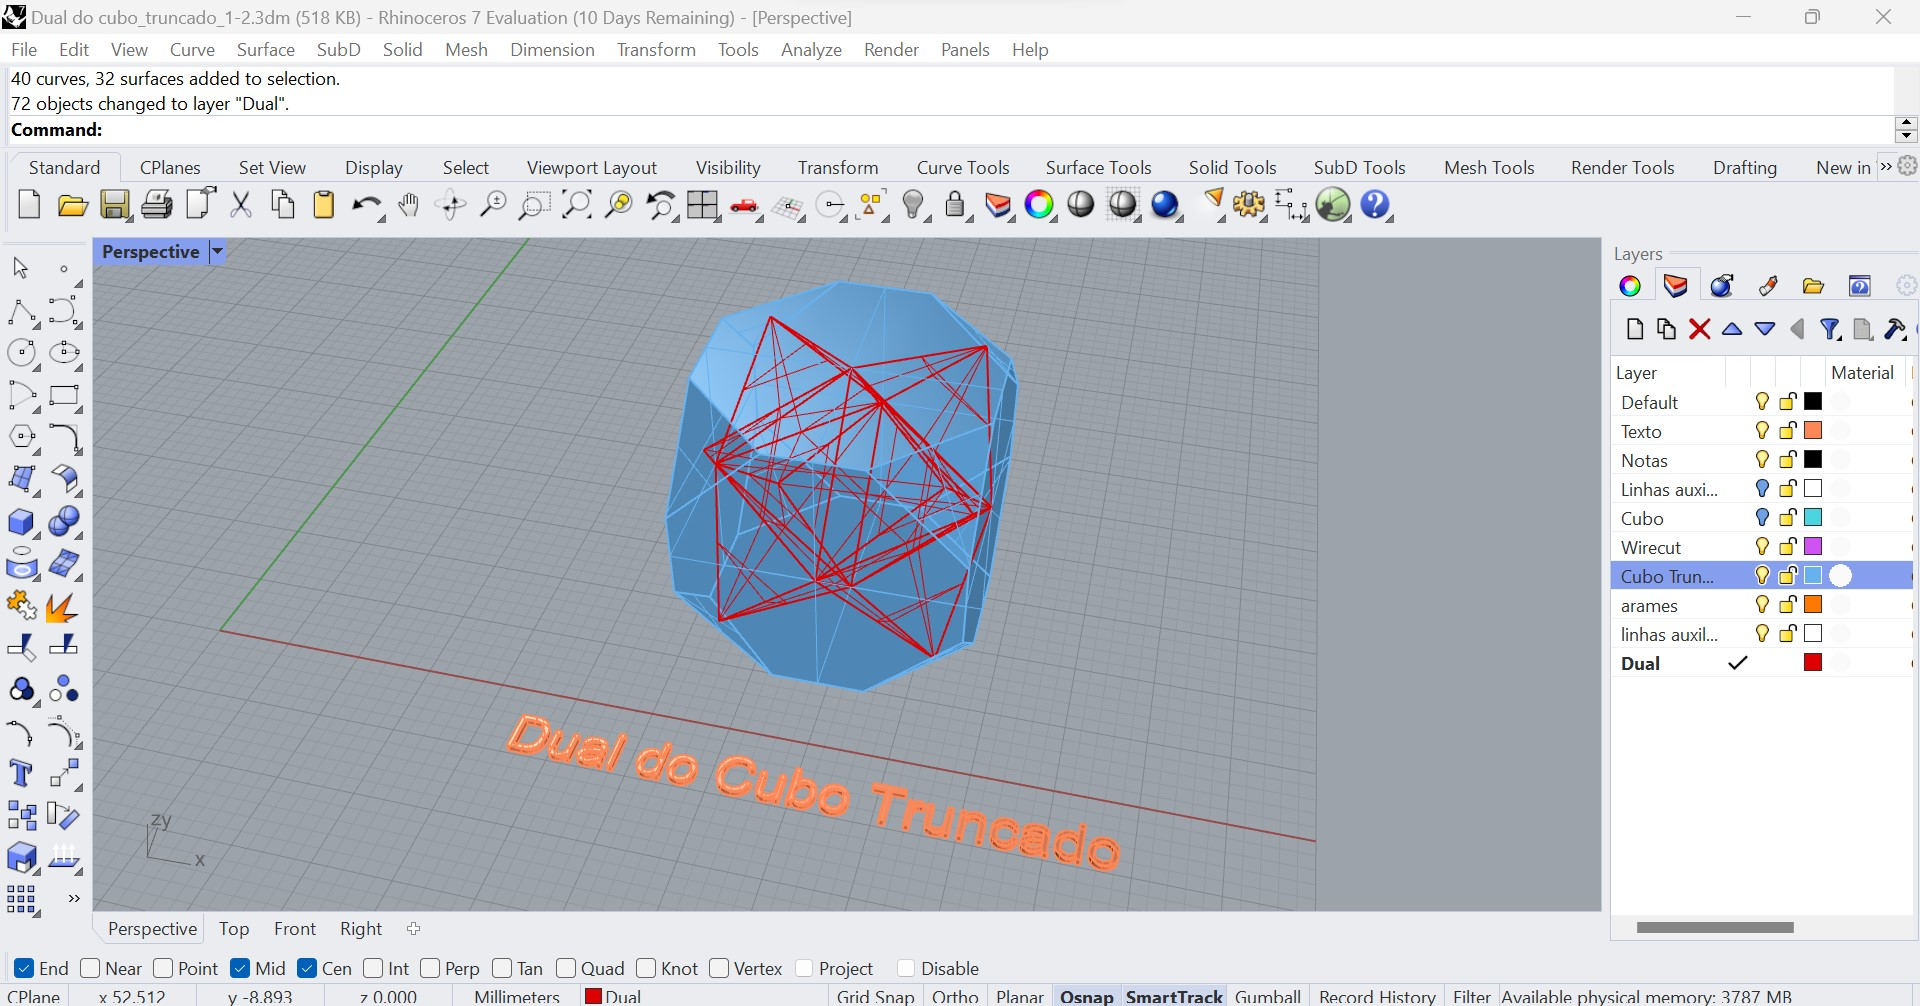 Dual do cubo_truncado_1-2.3dm (518 KB) - Rhinoceros 7 Evaluation (10 Days Remaining) - [Perspective]
File Edit View Curve Surface SubD Solid Mesh Dimension Transform Tools Analyze Render Panels Help
40 curves, 32 surfaces added to selection.
72 objects changed to layer "Dual".
Command:
Standard CPlanes Set View Display Select Viewport Layout Visibility Transform Curve Tools Surface Tools Solid Tools SubD Tools Mesh Tools Render Tools Drafting New in
Perspective
Layers
Layer Material
Default
Texto
Notas
Linhas auxi...
Cubo
Wirecut
Cubo Trun...
arames
linhas auxil...
Dual
Dual do Cubo Truncado
zy
x
Perspective Top Front Right
End Near Point Mid Cen Int Perp Tan Quad Knot Vertex Project Disable
CPlane x 52.512 y -8.893 z 0.000 Millimeters Dual Grid Snap Ortho Planar Osnap SmartTrack Gumball Record History Filter Available physical memory: 3787 MB